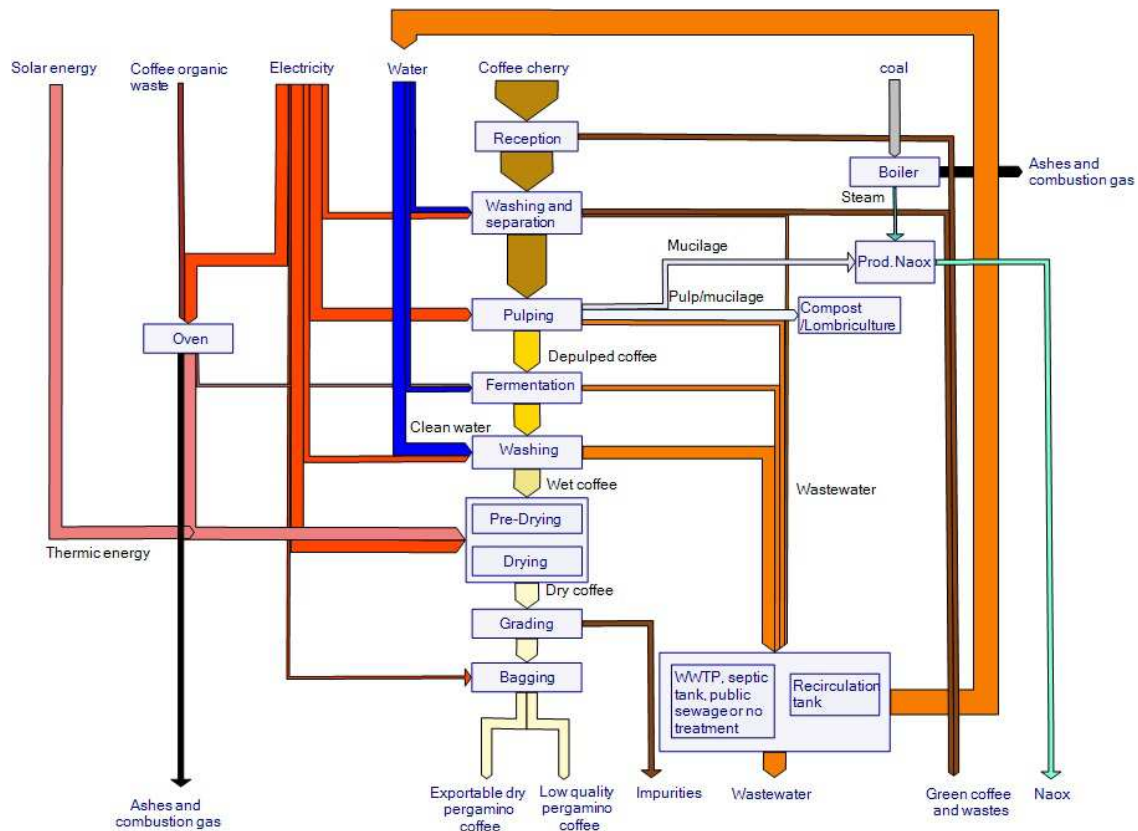 Solar energy
Coffee organic
waste
Electricity
Water
Coffee cherry
coal
Reception
Boiler
Ashes and
combustion gas
Steam
Washing and
separation
Mucilage
Prod.Naox
Pulp/mucilage
Pulping
Compost
/Lombriculture
Oven
Depulped coffee
Fermentation
Clean water
Washing
Wet coffee
Wastewater
Pre-Drying
Thermic energy
Drying
Dry coffee
Grading
Bagging
WWTP, septic
tank, public
sewage or no
treatment
Recirculation
tank
Ashes and
combustion gas
Exportable dry
pergamino
coffee
Low quality
pergamino
coffee
Impurities
Wastewater
Green coffee
and wastes
Naox